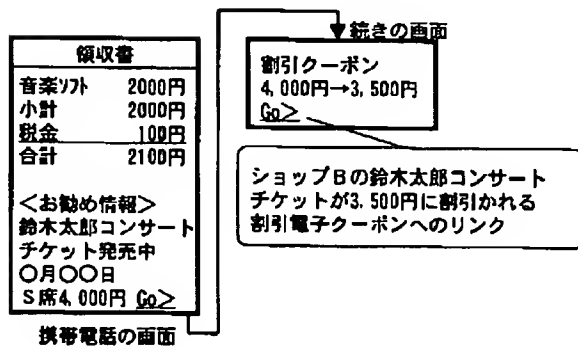 領収書
音楽ソフト 2000円
小計 2000円
税金 100円
合計 2100円
<お勧め情報>
鈴木太郎コンサート
チケット発売中
○月○○日
S席4,000円 Go>
携帯電話の画面
続きの画面
割引クーポン
4,000円→3,500円
Go>
ショップBの鈴木太郎コンサート
チケットが3,500円に割引かれる
割引電子クーポンへのリンク